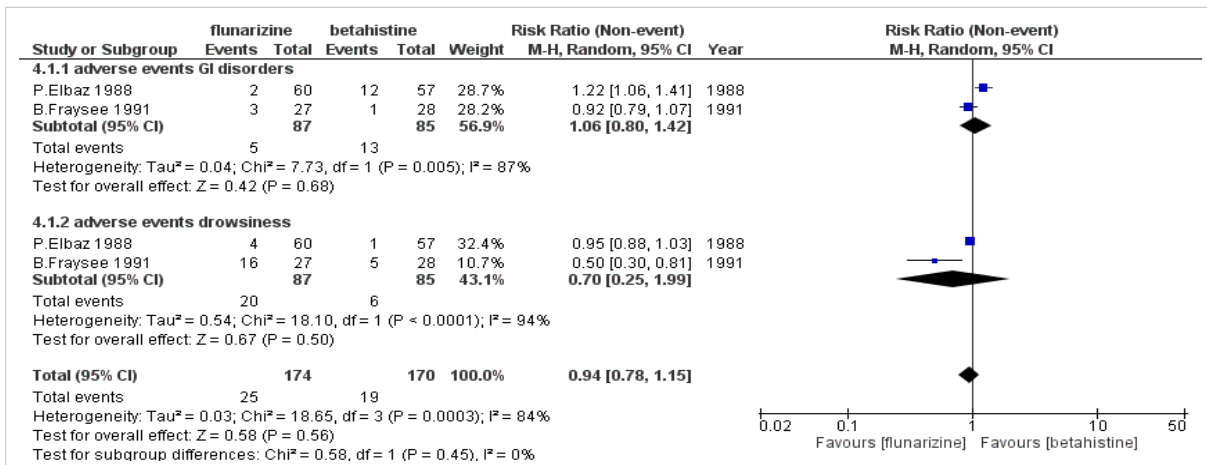 flunarizine betahistine Risk Ratio (Non-event) Risk Ratio (Non-event)
Study or Subgroup Events Total Events Total Weight M-H, Random, 95% CI Year M-H, Random, 95% CI
4.1.1 adverse events GI disorders
P.Elbaz 1988 2 60 12 57 28.7% 1.22 [1.06, 1.41] 1988
B.Fraysee 1991 3 27 1 28 28.2% 0.92 [0.79, 1.07] 1991
Subtotal (95% CI) 87 85 56.9% 1.06 [0.80, 1.42]
Total events 5 13
Heterogeneity: Tau² = 0.04; Chi² = 7.73, df = 1 (P = 0.005); I² = 87%
Test for overall effect: Z = 0.42 (P = 0.68)
4.1.2 adverse events drowsiness
P.Elbaz 1988 4 60 1 57 32.4% 0.95 [0.88, 1.03] 1988
B.Fraysee 1991 16 27 5 28 10.7% 0.50 [0.30, 0.81] 1991
Subtotal (95% CI) 87 85 43.1% 0.70 [0.25, 1.99]
Total events 20 6
Heterogeneity: Tau² = 0.54; Chi² = 18.10, df = 1 (P < 0.0001); I² = 94%
Test for overall effect: Z = 0.67 (P = 0.50)
Total (95% CI) 174 170 100.0% 0.94 [0.78, 1.15]
Total events 25 19
Heterogeneity: Tau² = 0.03; Chi² = 18.65, df = 3 (P = 0.0003); I² = 84%
Test for overall effect: Z = 0.58 (P = 0.56)
Test for subgroup differences: Chi² = 0.58, df = 1 (P = 0.45), I² = 0%
0.02 0.1 1 10 50
Favours [flunarizine] Favours [betahistine]